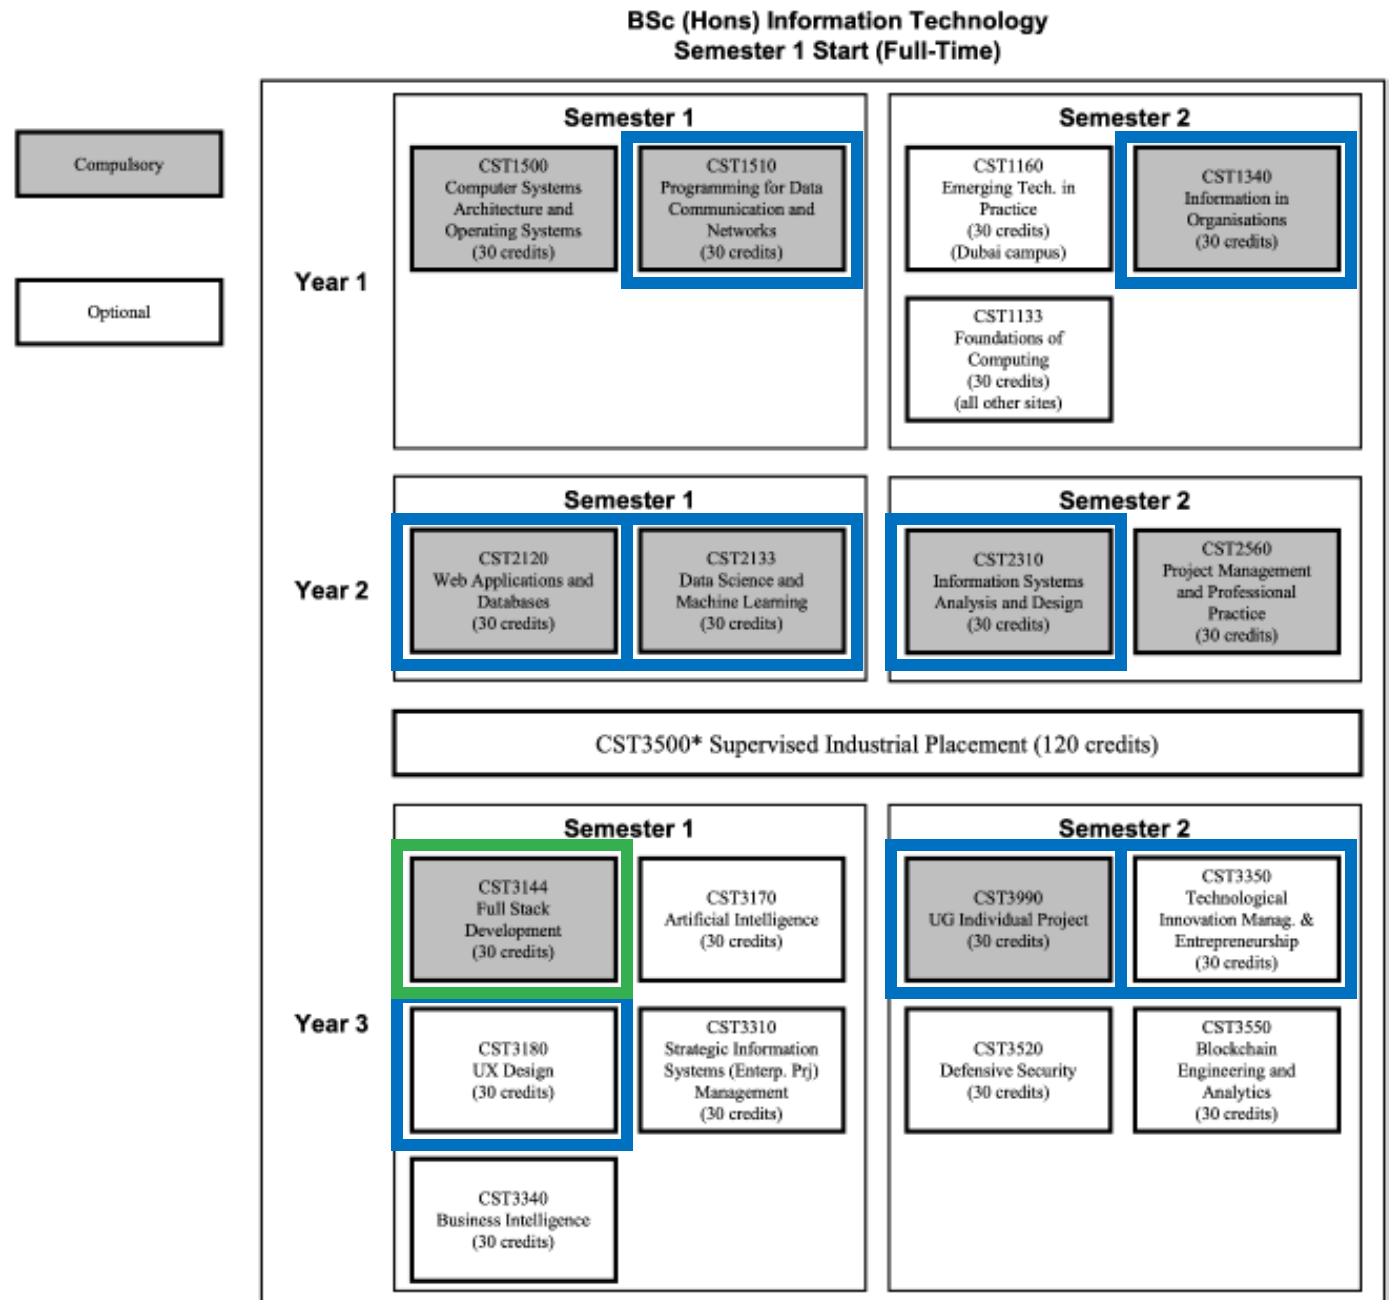 BSc (Hons) Information Technology
Semester 1 Start (Full-Time)
Compulsory
Optional
Year 1
Semester 1
CST1500
Computer Systems
Architecture and
Operating Systems
(30 credits)
CST1510
Programming for Data
Communication and
Networks
(30 credits)
Semester 2
CST1160
Emerging Tech. in
Practice
(30 credits)
(Dubai campus)
CST1340
Information in
Organisations
(30 credits)
CST1133
Foundations of
Computing
(30 credits)
(all other sites)
Year 2
Semester 1
CST2120
Web Applications and
Databases
(30 credits)
CST2133
Data Science and
Machine Learning
(30 credits)
Semester 2
CST2310
Information Systems
Analysis and Design
(30 credits)
CST2560
Project Management
and Professional
Practice
(30 credits)
CST3500* Supervised Industrial Placement (120 credits)
Year 3
Semester 1
CST3144
Full Stack
Development
(30 credits)
CST3170
Artificial Intelligence
(30 credits)
CST3180
UX Design
(30 credits)
CST3310
Strategic Information
Systems (Enterp. Prj)
Management
(30 credits)
CST3340
Business Intelligence
(30 credits)
Semester 2
CST3990
UG Individual Project
(30 credits)
CST3350
Technological
Innovation Manag. &
Entrepreneurship
(30 credits)
CST3520
Defensive Security
(30 credits)
CST3550
Blockchain
Engineering and
Analytics
(30 credits)